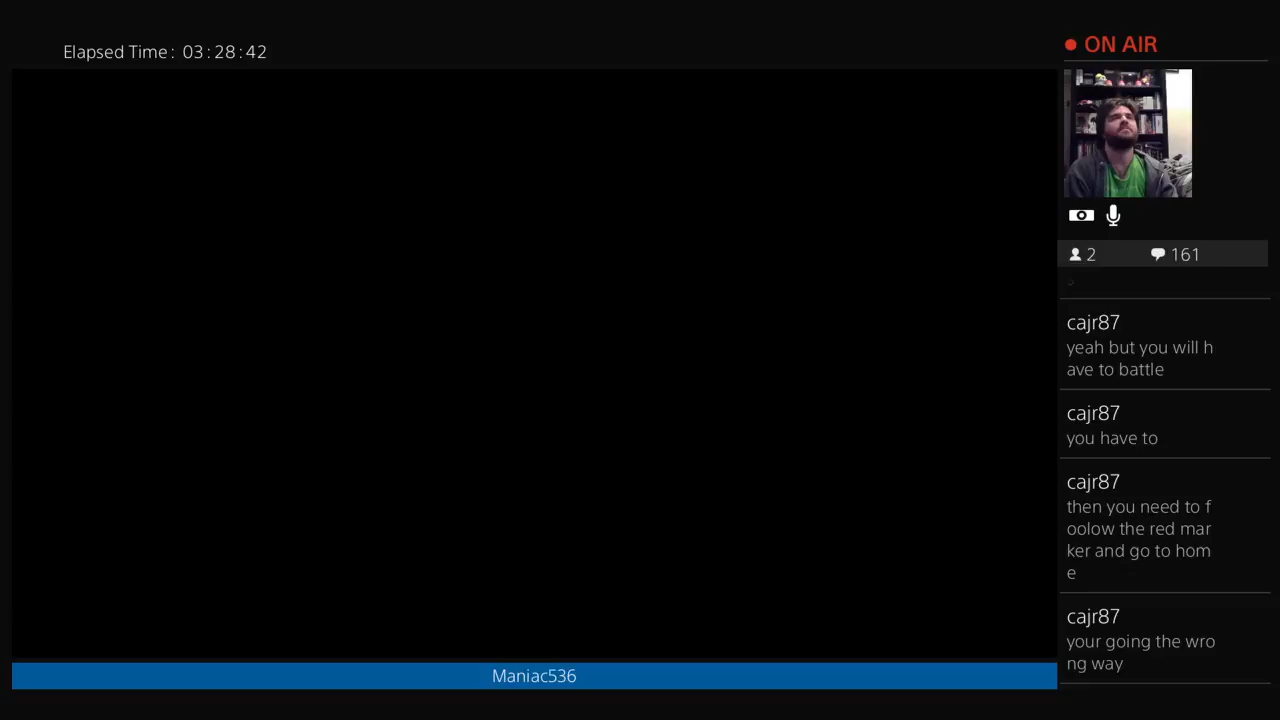 Elapsed Time: 03:28:42
ON AIR
2 161
cajr87
yeah but you will h
ave to battle
cajr87
you have to
cajr87
then you need to f
oolow the red mar
ker and go to hom
e
cajr87
your going the wro
ng way
Maniac536